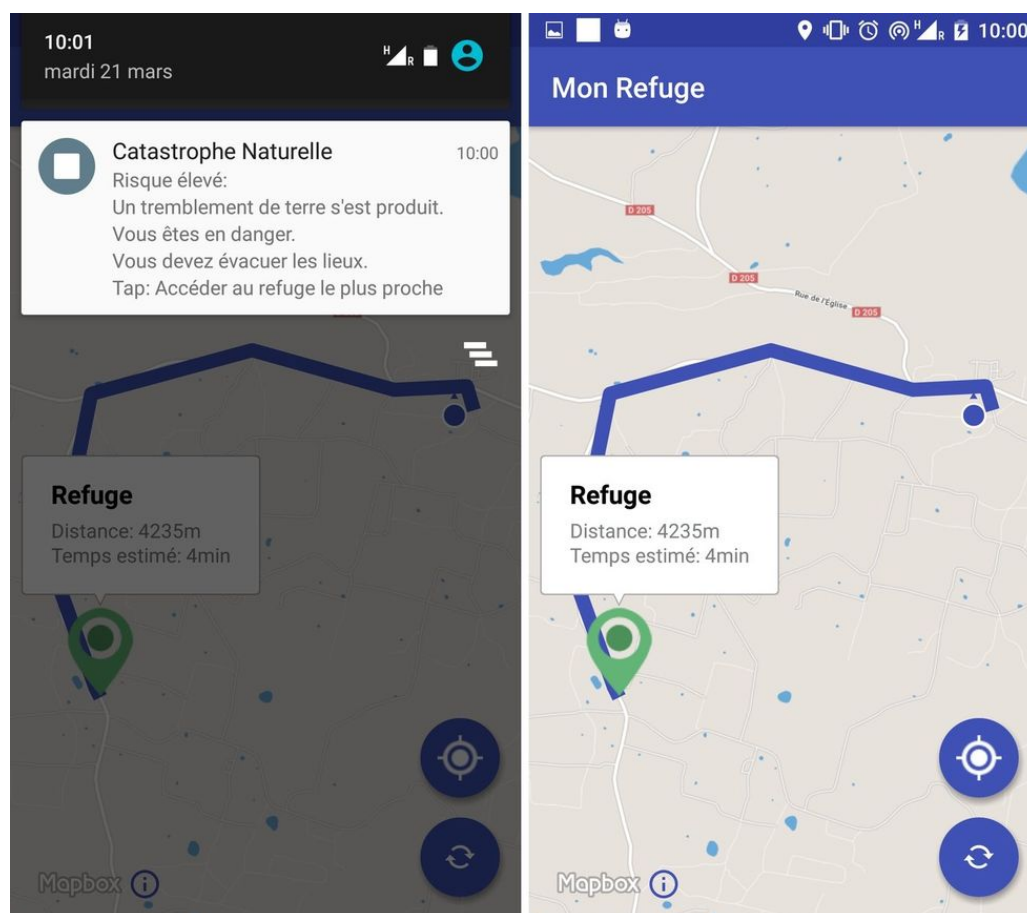 10:01
mardi 21 mars
H
R
Catastrophe Naturelle
10:00
Risque élevé:
Un tremblement de terre s'est produit.
Vous êtes en danger.
Vous devez évacuer les lieux.
Tap: Accéder au refuge le plus proche
Refuge
Distance: 4235m
Temps estimé: 4min
Mapbox
H
R
10:00
Mon Refuge
D 205
D 205
Rue de l'Église
D 205
Refuge
Distance: 4235m
Temps estimé: 4min
Mapbox